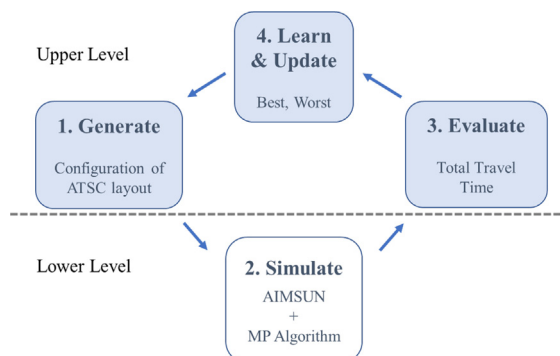 Upper Level
4. Learn
& Update
Best, Worst
1. Generate
Configuration of
ATSC layout
3. Evaluate
Total Travel
Time
Lower Level
2. Simulate
AIMSUN
+
MP Algorithm